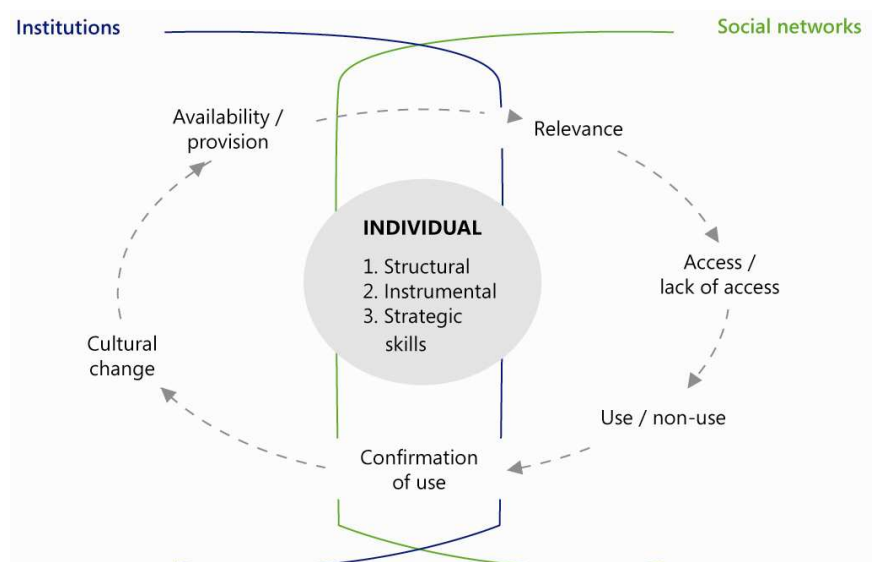 Institutions
Social networks
Availability /
provision
Relevance
INDIVIDUAL
1. Structural
2. Instrumental
3. Strategic
skills
Access /
lack of access
Cultural
change
Use / non-use
Confirmation
of use